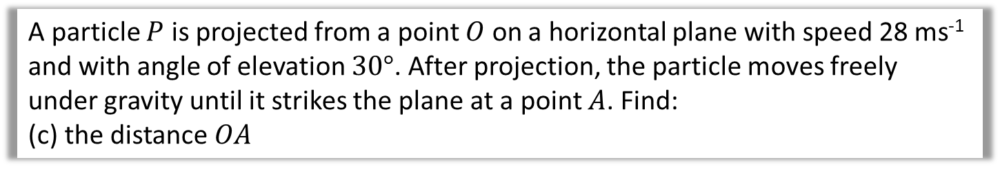 A particle 𝑃 is projected from a point 𝑂 on a horizontal plane with speed 28 ms⁻¹
and with angle of elevation 30°. After projection, the particle moves freely
under gravity until it strikes the plane at a point 𝐴. Find:
(c) the distance 𝑂𝐴